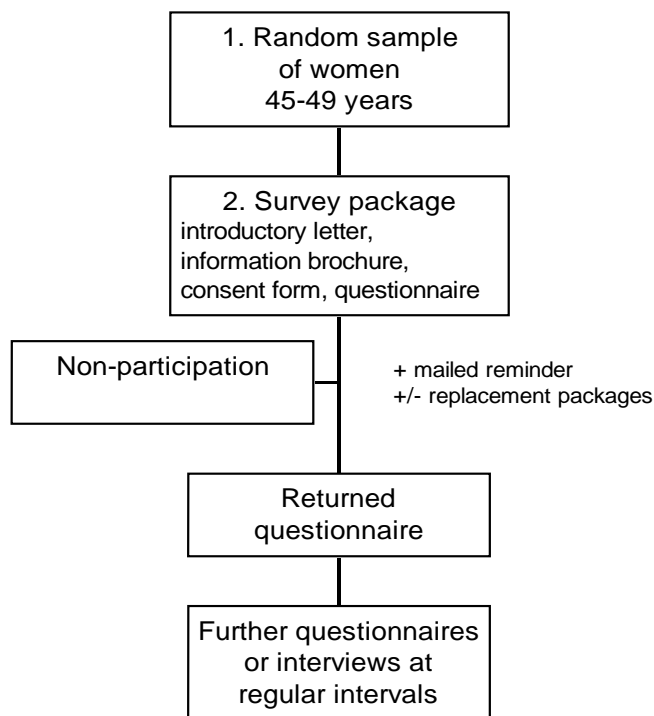 1. Random sample
of women
45-49 years
2. Survey package
introductory letter,
information brochure,
consent form, questionnaire
Non-participation
+ mailed reminder
+/- replacement packages
Returned
questionnaire
Further questionnaires
or interviews at
regular intervals